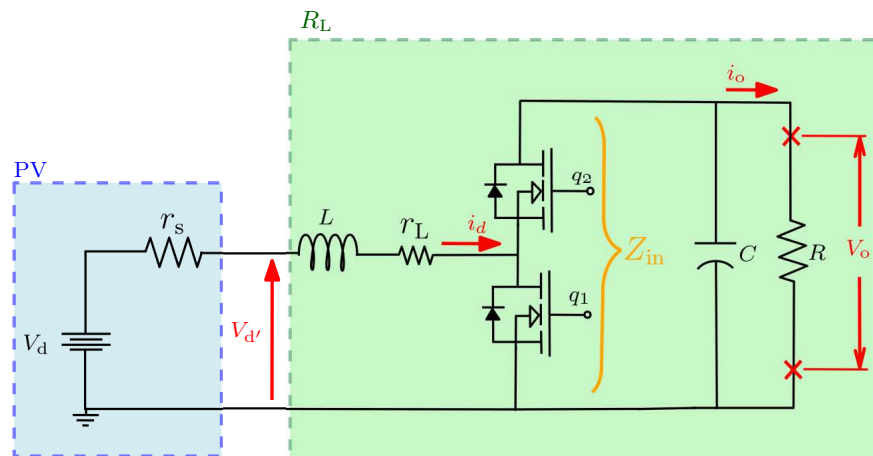 R_L
i_o
PV
q_2
r_s
L
r_L
i_d
Z_in
C
R
V_o
q_1
V_d'
V_d